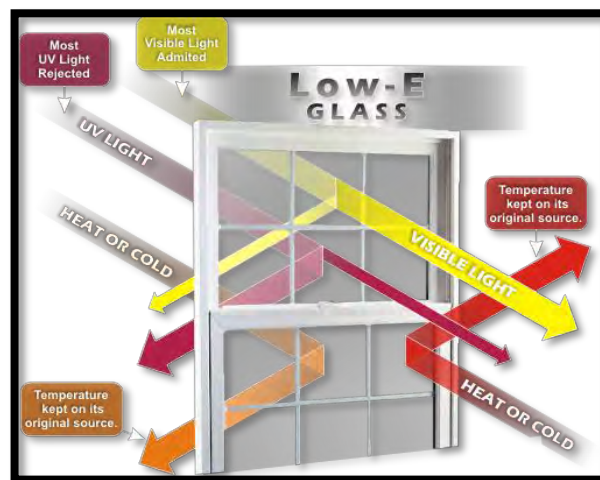 Most
UV Light
Rejected
Most
Visible Light
Admited
LOW-E
GLASS
UV LIGHT
HEAT OR COLD
Temperature
kept on its
original source.
VISIBLE LIGHT
Temperature
kept on its
original source.
HEAT OR COLD